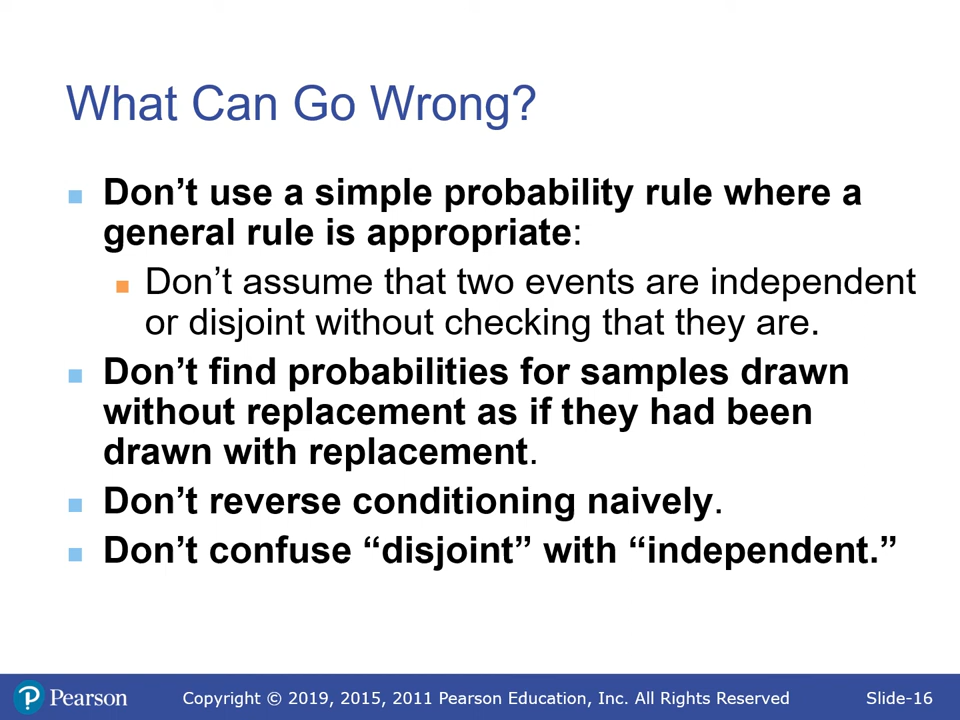 What Can Go Wrong?
Don’t use a simple probability rule where a
general rule is appropriate:
Don’t assume that two events are independent
or disjoint without checking that they are.
Don’t find probabilities for samples drawn
without replacement as if they had been
drawn with replacement.
Don’t reverse conditioning naively.
Don’t confuse “disjoint” with “independent.”
P Pearson
Copyright © 2019, 2015, 2011 Pearson Education, Inc. All Rights Reserved
Slide-16